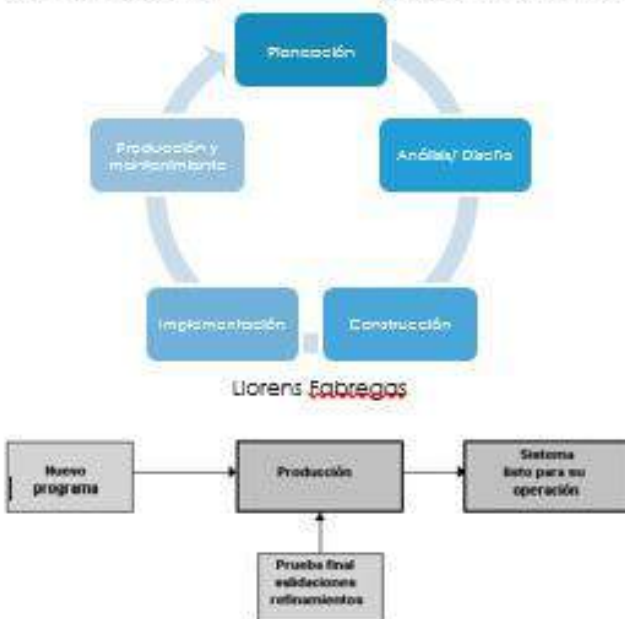 Planeación
Producción y
mantenimiento
Análisis/ Diseño
Implementación
Construcción
Llorens Fabregas
Nuevo
programa
Producción
Sistema
listo para su
operación
Prueba final
validaciones
refinamientos